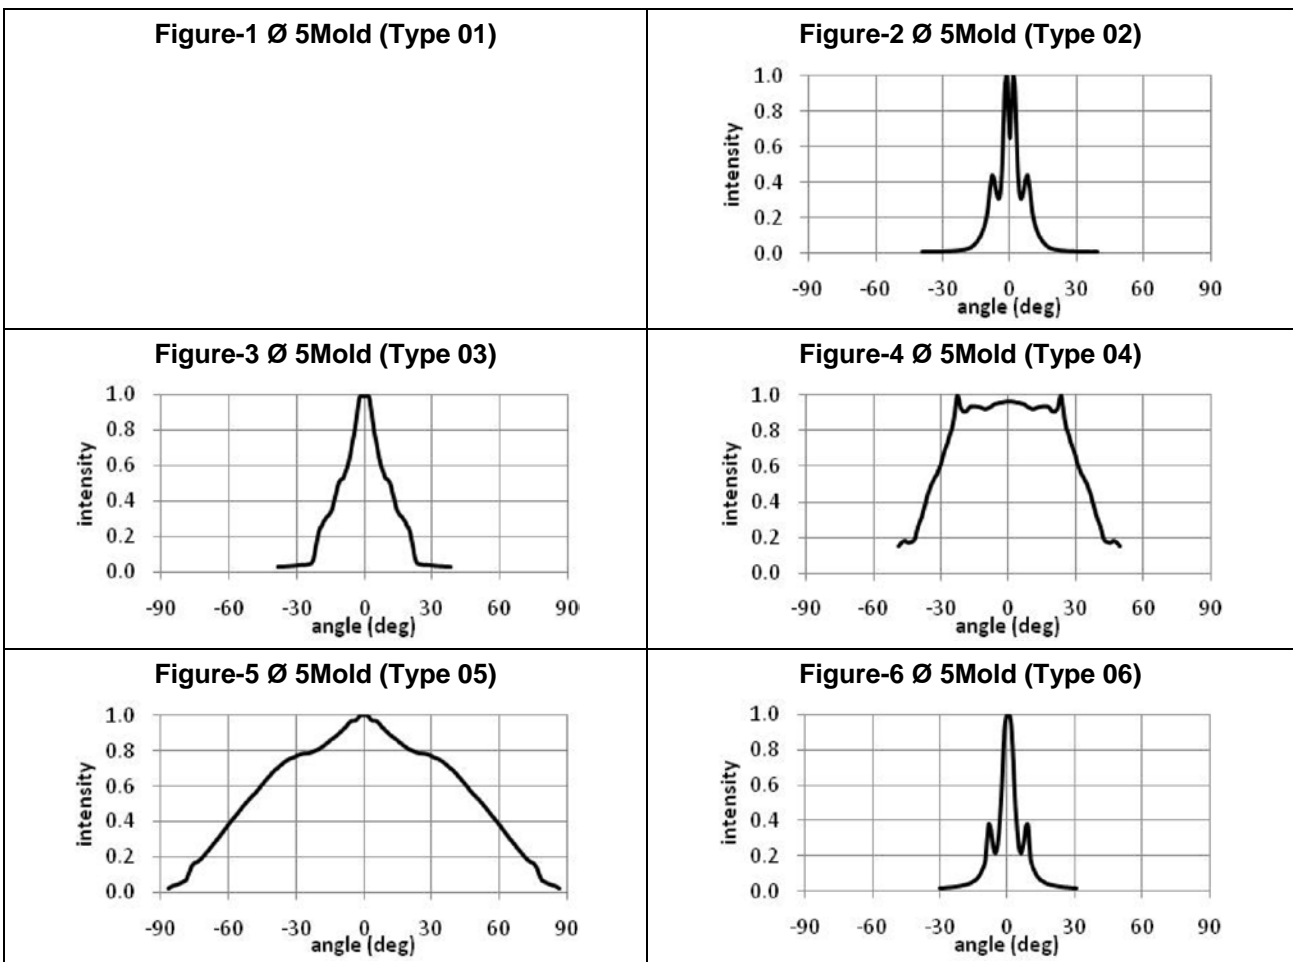 Figure-1 Ø 5Mold (Type 01)
Figure-2 Ø 5Mold (Type 02)
1.0
0.8
0.6
0.4
0.2
0.0
intensity
-90 -60 -30 0 30 60 90
angle (deg)
Figure-3 Ø 5Mold (Type 03)
1.0
0.8
0.6
0.4
0.2
0.0
intensity
-90 -60 -30 0 30 60 90
angle (deg)
Figure-4 Ø 5Mold (Type 04)
1.0
0.8
0.6
0.4
0.2
0.0
intensity
-90 -60 -30 0 30 60 90
angle (deg)
Figure-5 Ø 5Mold (Type 05)
1.0
0.8
0.6
0.4
0.2
0.0
intensity
-90 -60 -30 0 30 60 90
angle (deg)
Figure-6 Ø 5Mold (Type 06)
1.0
0.8
0.6
0.4
0.2
0.0
intensity
-90 -60 -30 0 30 60 90
angle (deg)